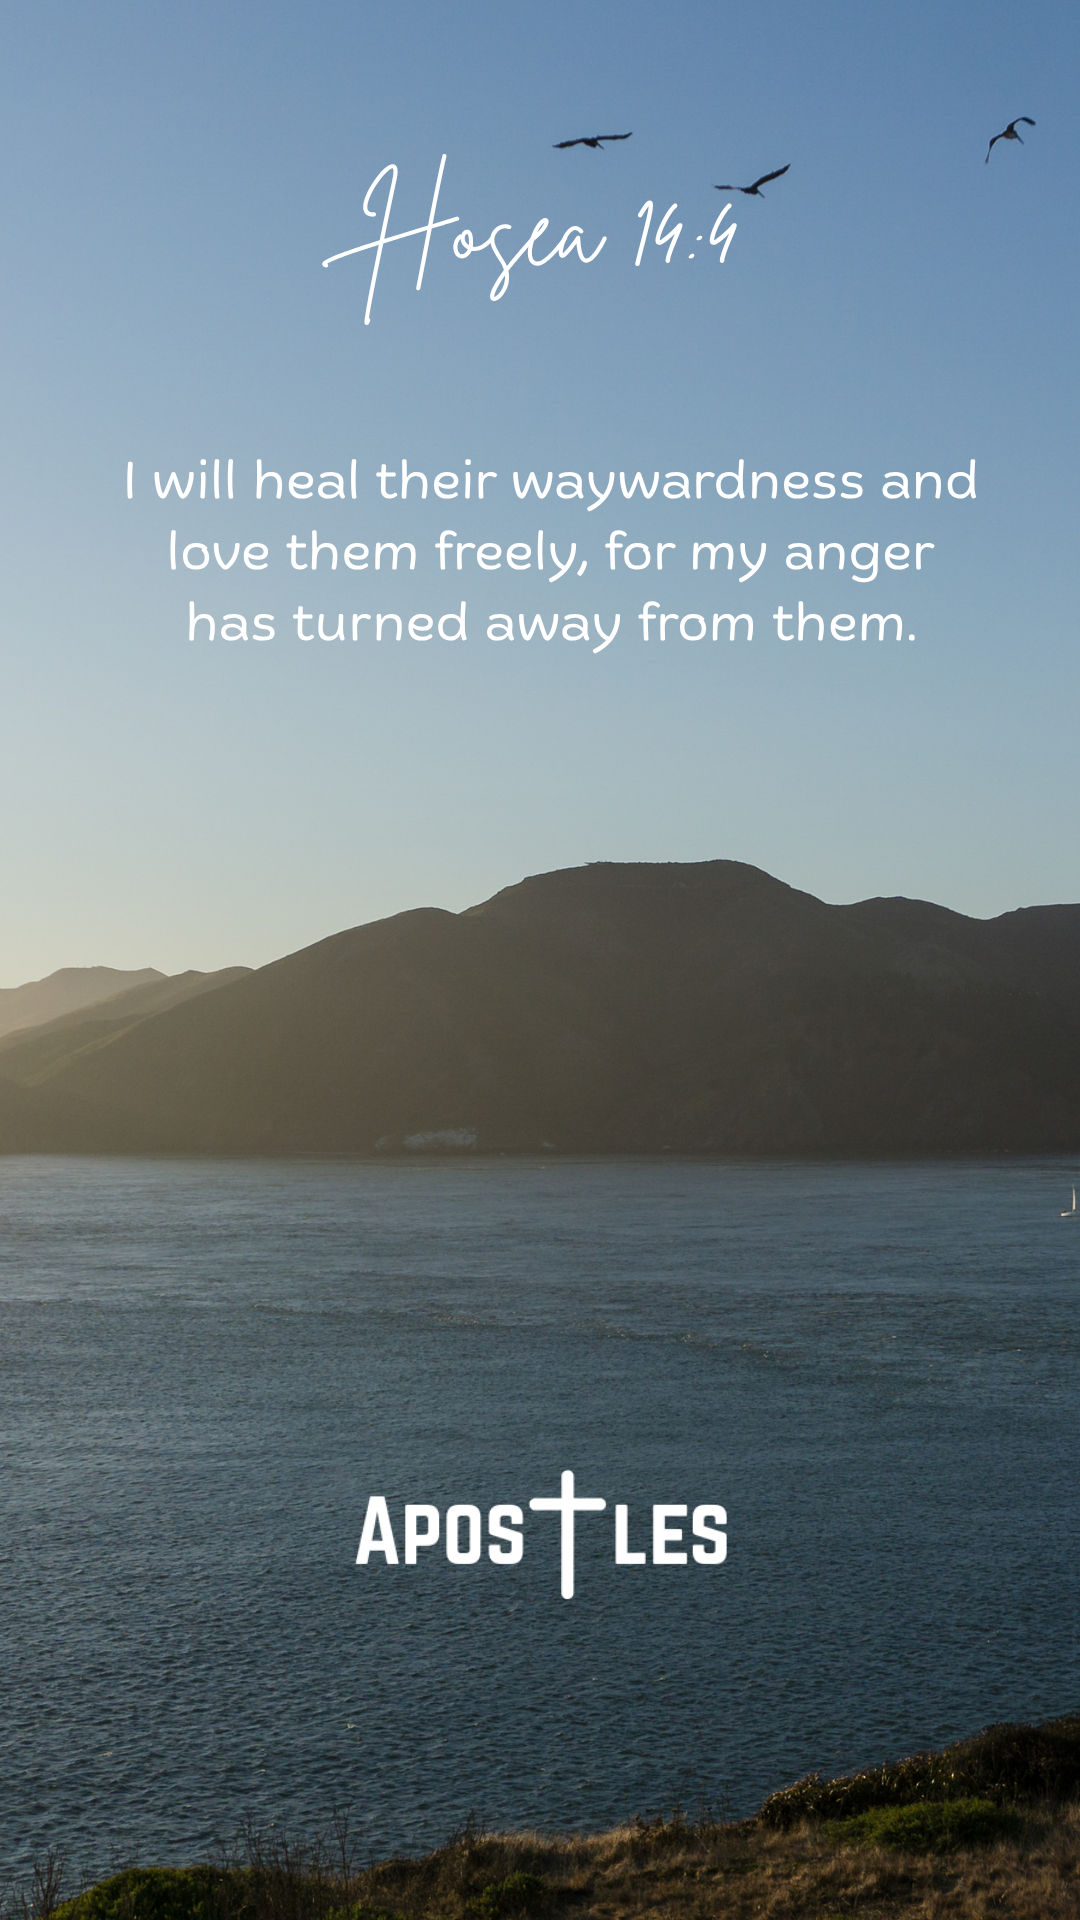 Hosea 14:4
I will heal their waywardness and
love them freely, for my anger
has turned away from them.
APOSTLES